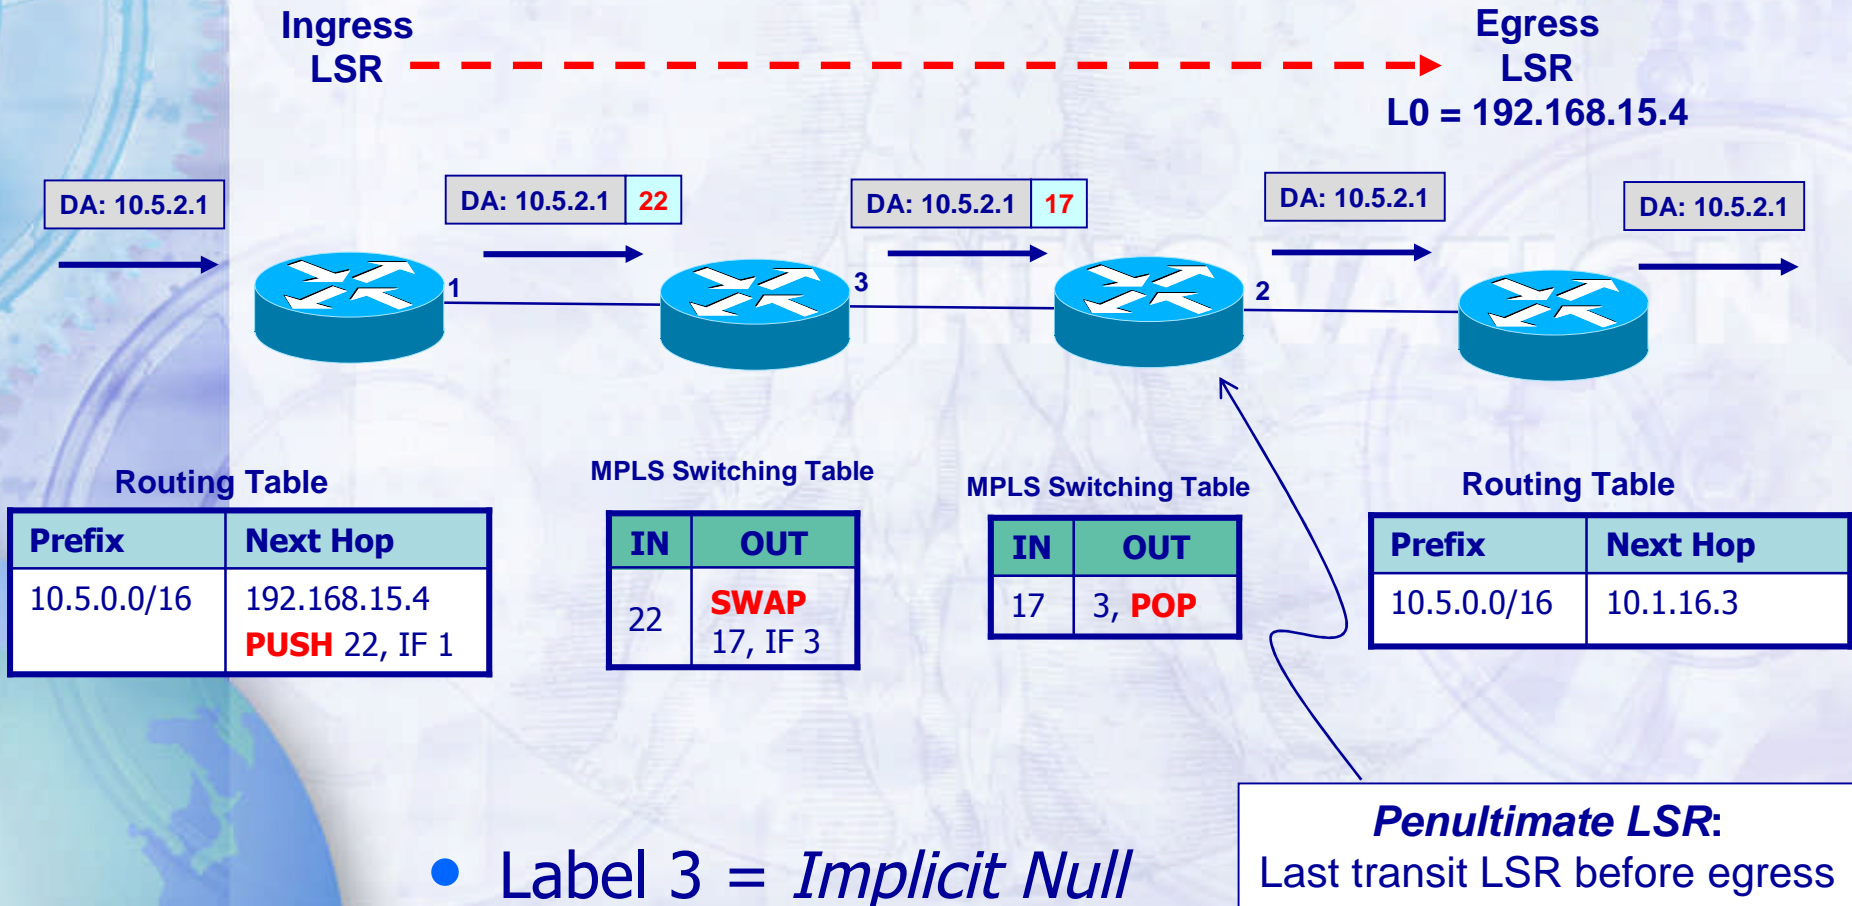 Ingress
LSR
Egress
LSR
L0 = 192.168.15.4
DA: 10.5.2.1
DA: 10.5.2.1 22
DA: 10.5.2.1 17
DA: 10.5.2.1
DA: 10.5.2.1
INNOVATION
1
3
2
Routing Table
Prefix Next Hop
10.5.0.0/16 192.168.15.4
PUSH 22, IF 1
MPLS Switching Table
IN OUT
22 SWAP
17, IF 3
MPLS Switching Table
IN OUT
17 3, POP
Routing Table
Prefix Next Hop
10.5.0.0/16 10.1.16.3
Penultimate LSR:
Last transit LSR before egress
• Label 3 = Implicit Null